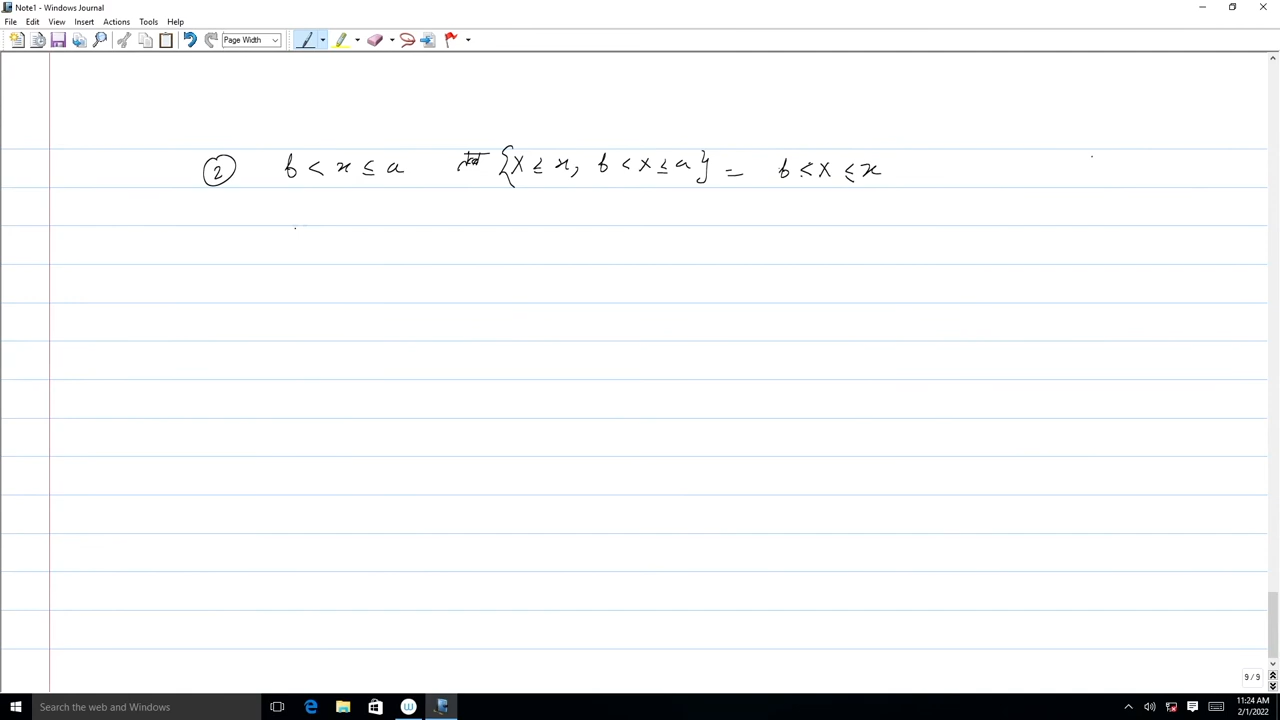 Note1 - Windows Journal
File Edit View Insert Actions Tools Help
Page Width
② b < x ≤ a {X ≤ x, b < X ≤ a} = b < X ≤ x
9 / 9
Search the web and Windows
11:24 AM
2/1/2022